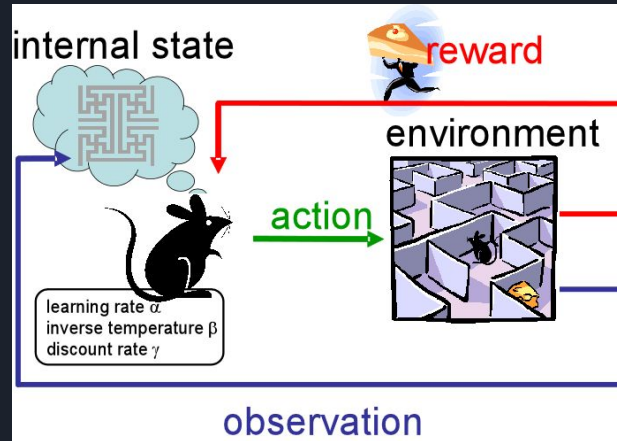 internal state
reward
environment
action
learning rate α
inverse temperature β
discount rate γ
observation